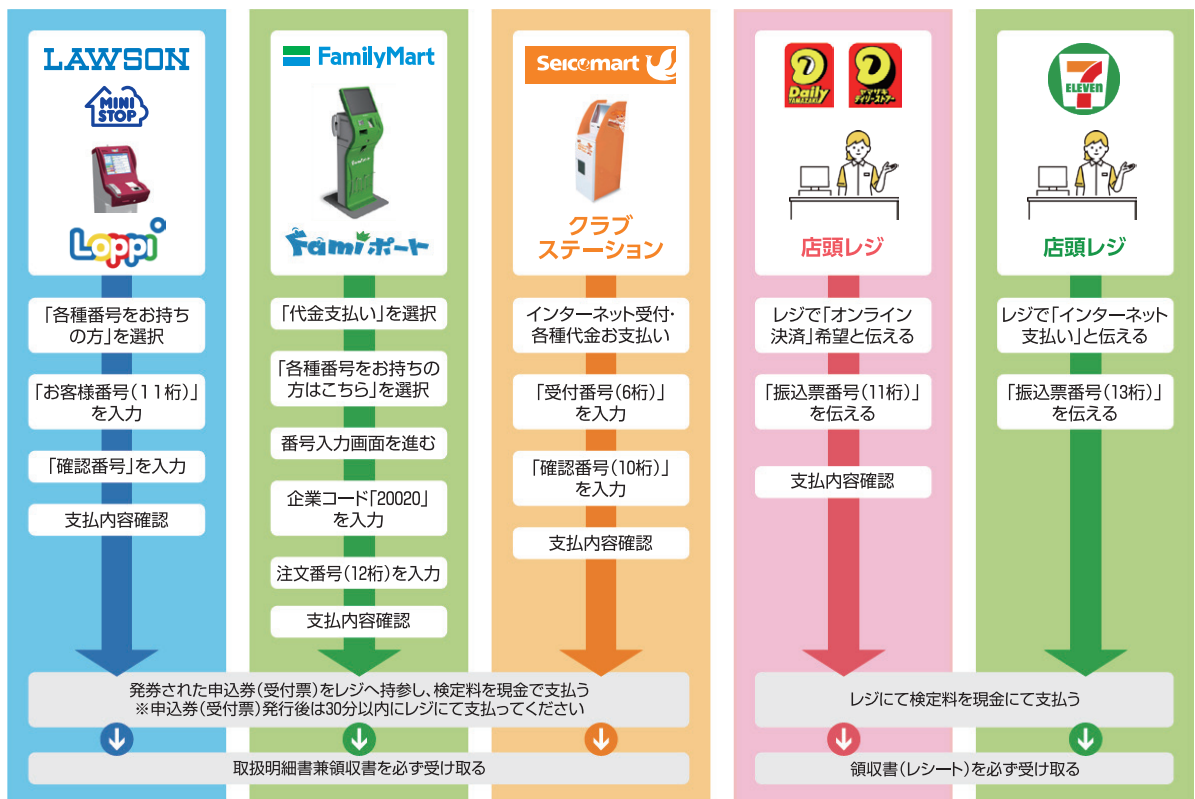 LAWSON
MINI
STOP
Loppi
「各種番号をお持ち
の方」を選択
「お客様番号(11桁)」
を入力
「確認番号」を入力
支払内容確認
FamilyMart
FamiPort
Famiポート
「代金支払い」を選択
「各種番号をお持ちの
方はこちら」を選択
番号入力画面を進む
企業コード「20020」
を入力
注文番号(12桁)を入力
支払内容確認
Seicomart
クラブ
ステーション
インターネット受付・
各種代金お支払い
「受付番号(6桁)」
を入力
「確認番号(10桁)」
を入力
支払内容確認
発券された申込券(受付票)をレジへ持参し、検定料を現金で支払う
※申込券(受付票)発行後は30分以内にレジにて支払ってください
取扱明細書兼領収書を必ず受け取る
Daily
YAMAZAKI
ヤマザキ
デイリーストアー
店頭レジ
レジで「オンライン
決済」希望と伝える
「振込票番号(11桁)」
を伝える
支払内容確認
7
ELEVEN
店頭レジ
レジで「インターネット
支払い」と伝える
「振込票番号(13桁)」
を伝える
レジにて検定料を現金にて支払う
領収書(レシート)を必ず受け取る